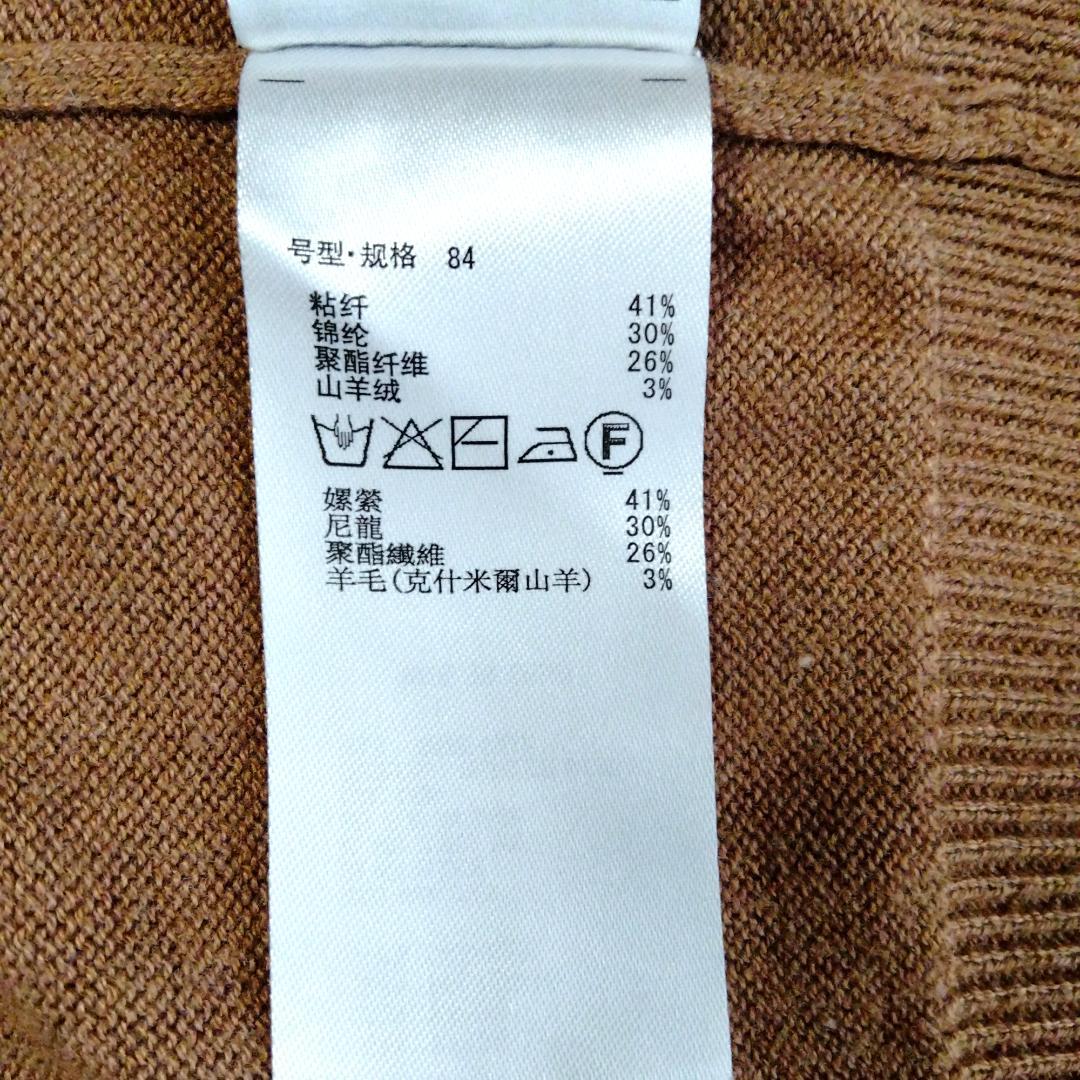 号型·规格 84
粘纤 41%
锦纶 30%
聚酯纤维 26%
山羊绒 3%
F
嫘縈 41%
尼龍 30%
聚酯纖維 26%
羊毛(克什米爾山羊) 3%